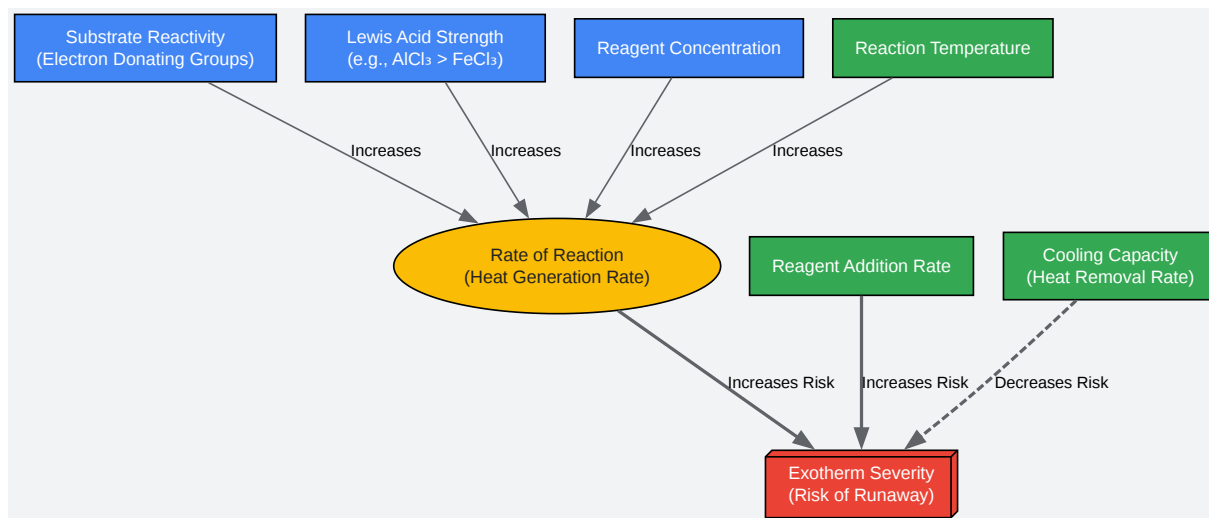 Substrate Reactivity
(Electron Donating Groups)
Lewis Acid Strength
(e.g., AlCl₃ > FeCl₃)
Reagent Concentration
Reaction Temperature
Increases
Increases
Increases
Increases
Rate of Reaction
(Heat Generation Rate)
Reagent Addition Rate
Cooling Capacity
(Heat Removal Rate)
Increases Risk
Increases Risk
Decreases Risk
Exotherm Severity
(Risk of Runaway)